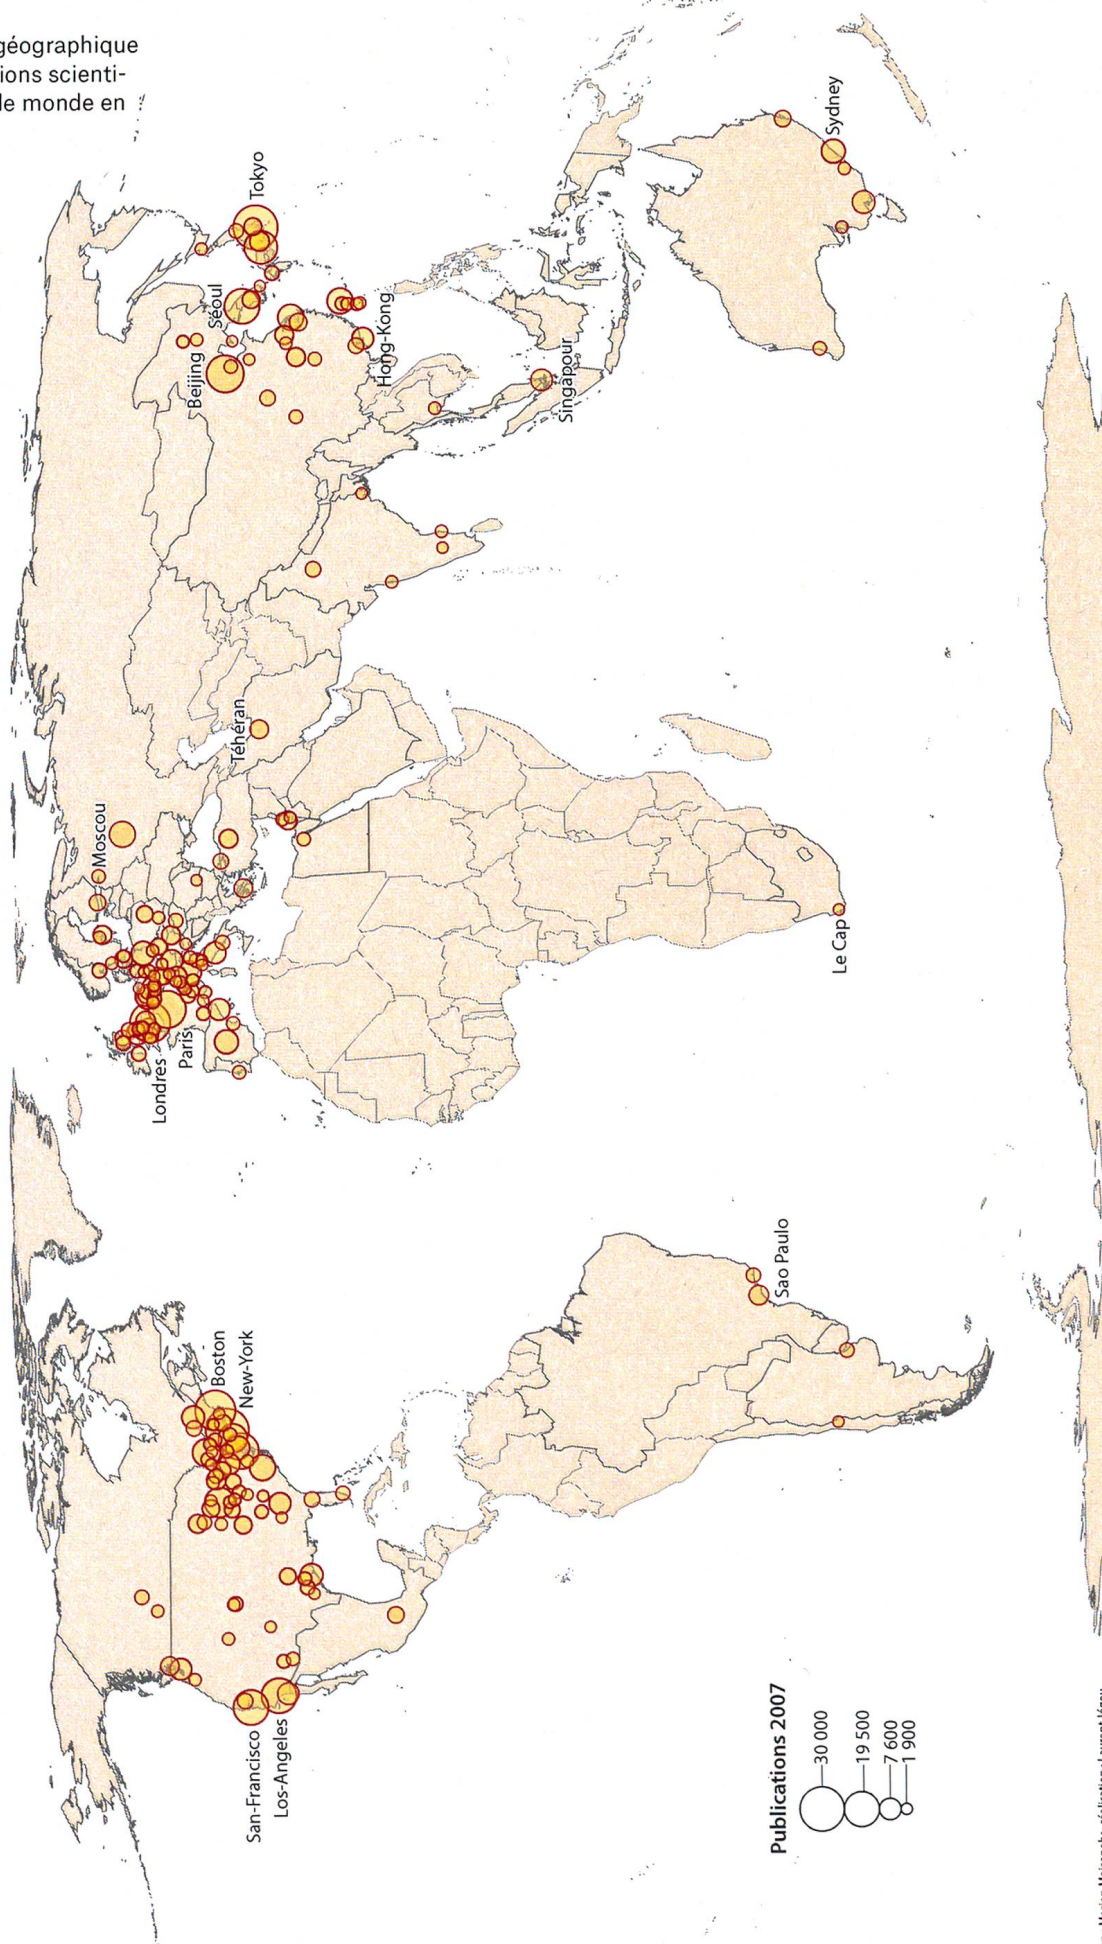 géographique
ions scienti-
le monde en
Tokyo
Séoul
Beijing
Hong-Kong
Singapour
Sydney
Téhéran
Moscou
Londres
Paris
Le Cap
Boston
New-York
Sao Paulo
San-Francisco
Los-Angeles
Publications 2007
30 000
19 500
7 600
1 900